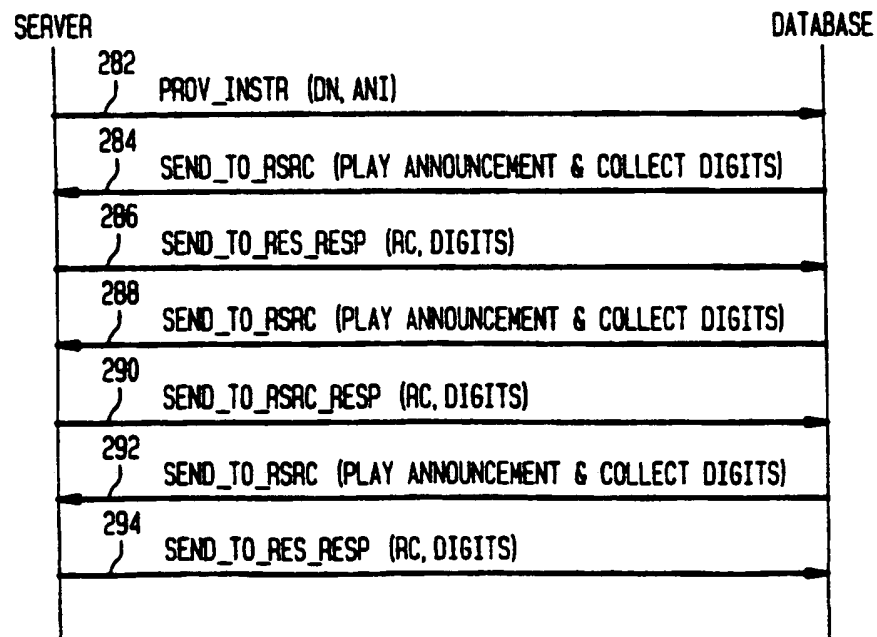 SERVER DATABASE
282
PROV_INSTR (DN, ANI)
284
SEND_TO_RSRC (PLAY ANNOUNCEMENT & COLLECT DIGITS)
286
SEND_TO_RES_RESP (RC, DIGITS)
288
SEND_TO_RSRC (PLAY ANNOUNCEMENT & COLLECT DIGITS)
290
SEND_TO_RSRC_RESP (RC, DIGITS)
292
SEND_TO_RSRC (PLAY ANNOUNCEMENT & COLLECT DIGITS)
294
SEND_TO_RES_RESP (RC, DIGITS)